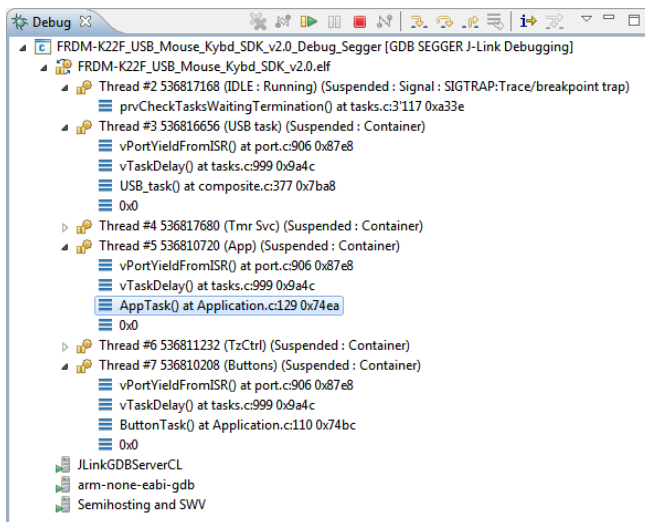 Debug
FRDM-K22F_USB_Mouse_Kybd_SDK_v2.0_Debug_Segger [GDB SEGGER J-Link Debugging]
FRDM-K22F_USB_Mouse_Kybd_SDK_v2.0.elf
Thread #2 536817168 (IDLE : Running) (Suspended : Signal : SIGTRAP:Trace/breakpoint trap)
prvCheckTasksWaitingTermination() at tasks.c:3'117 0xa33e
Thread #3 536816656 (USB task) (Suspended : Container)
vPortYieldFromISR() at port.c:906 0x87e8
vTaskDelay() at tasks.c:999 0x9a4c
USB_task() at composite.c:377 0x7ba8
0x0
Thread #4 536817680 (Tmr Svc) (Suspended : Container)
Thread #5 536810720 (App) (Suspended : Container)
vPortYieldFromISR() at port.c:906 0x87e8
vTaskDelay() at tasks.c:999 0x9a4c
AppTask() at Application.c:129 0x74ea
0x0
Thread #6 536811232 (TzCtrl) (Suspended : Container)
Thread #7 536810208 (Buttons) (Suspended : Container)
vPortYieldFromISR() at port.c:906 0x87e8
vTaskDelay() at tasks.c:999 0x9a4c
ButtonTask() at Application.c:110 0x74bc
0x0
JLinkGDBServerCL
arm-none-eabi-gdb
Semihosting and SWV